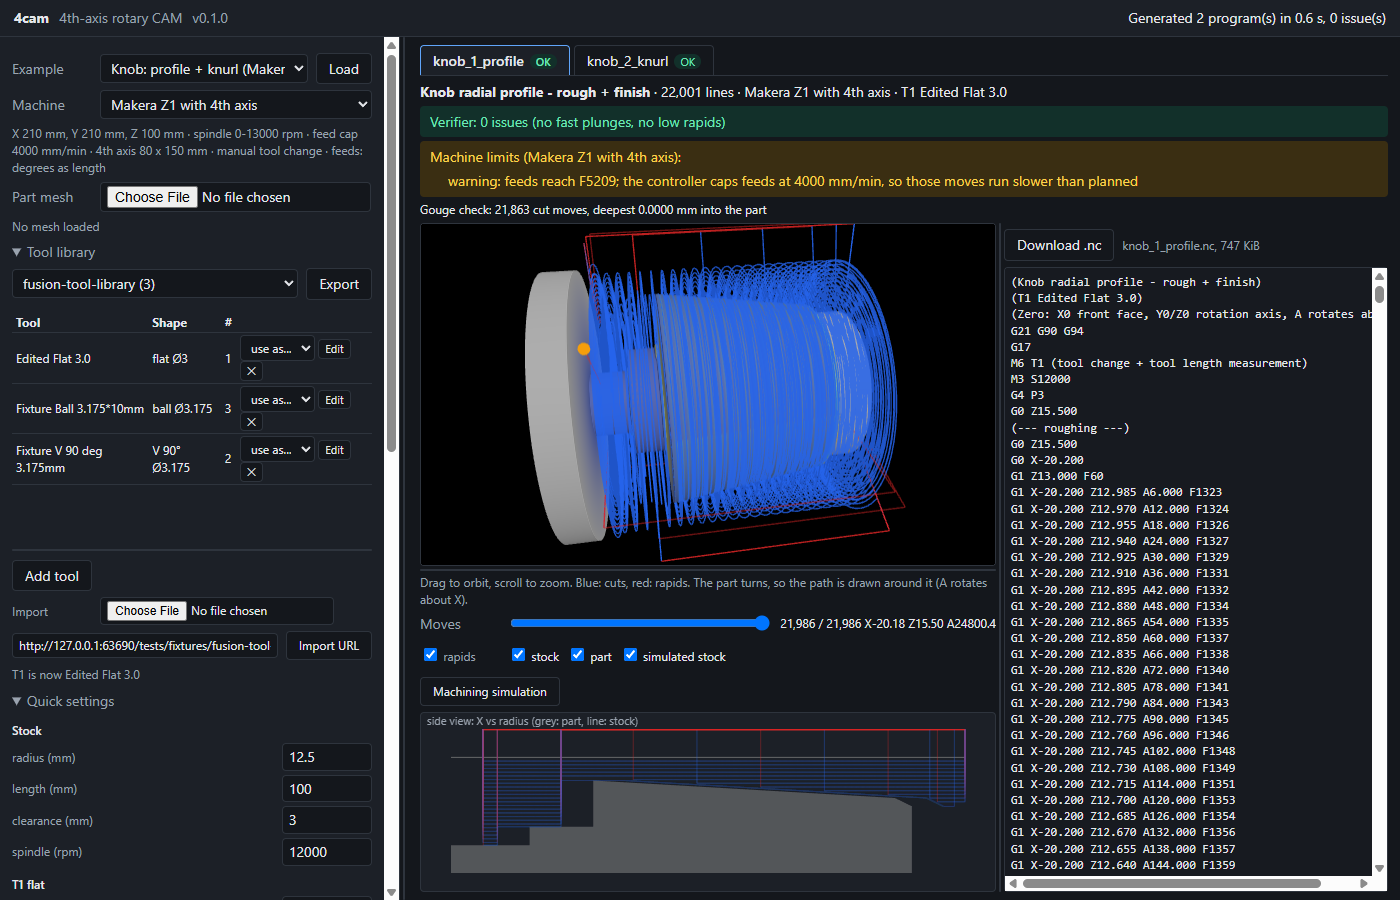 4cam 4th-axis rotary CAM v0.1.0
Generated 2 program(s) in 0.6 s, 0 issue(s)
Example
Knob: profile + knurl (Maker
Load
Machine
Makera Z1 with 4th axis
X 210 mm, Y 210 mm, Z 100 mm · spindle 0-13000 rpm · feed cap
4000 mm/min · 4th axis 80 x 150 mm · manual tool change · feeds:
degrees as length
Part mesh
Choose File No file chosen
No mesh loaded
▼ Tool library
fusion-tool-library (3)
Export
Tool Shape #
Edited Flat 3.0 flat Ø3 1 use as... Edit
×
Fixture Ball 3.175*10mm ball Ø3.175 3 use as... Edit
×
Fixture V 90 deg
3.175mm
V 90°
Ø3.175
2 use as... Edit
×
Add tool
Import
Choose File No file chosen
http://127.0.0.1:63690/tests/fixtures/fusion-tool
Import URL
T1 is now Edited Flat 3.0
▼ Quick settings
Stock
radius (mm) 12.5
length (mm) 100
clearance (mm) 3
spindle (rpm) 12000
T1 flat
knob_1_profile OK
knob_2_knurl OK
Knob radial profile - rough + finish · 22,001 lines · Makera Z1 with 4th axis · T1 Edited Flat 3.0
Verifier: 0 issues (no fast plunges, no low rapids)
Machine limits (Makera Z1 with 4th axis):
warning: feeds reach F5209; the controller caps feeds at 4000 mm/min, so those moves run slower than planned
Gouge check: 21,863 cut moves, deepest 0.0000 mm into the part
Drag to orbit, scroll to zoom. Blue: cuts, red: rapids. The part turns, so the path is drawn around it (A rotates
about X).
Moves
21,986 / 21,986 X-20.18 Z15.50 A24800.4
rapids
stock
part
simulated stock
Machining simulation
side view: X vs radius (grey: part, line: stock)
Download .nc
knob_1_profile.nc, 747 KiB
(Knob radial profile - rough + finish)
(T1 Edited Flat 3.0)
(Zero: X0 front face, Y0/Z0 rotation axis, A rotates ab
G21 G90 G94
G17
M6 T1 (tool change + tool length measurement)
M3 S12000
G4 P3
G0 Z15.500
(--- roughing ---)
G0 Z15.500
G0 X-20.200
G1 Z13.000 F60
G1 X-20.200 Z12.985 A6.000 F1323
G1 X-20.200 Z12.970 A12.000 F1324
G1 X-20.200 Z12.955 A18.000 F1326
G1 X-20.200 Z12.940 A24.000 F1327
G1 X-20.200 Z12.925 A30.000 F1329
G1 X-20.200 Z12.910 A36.000 F1331
G1 X-20.200 Z12.895 A42.000 F1332
G1 X-20.200 Z12.880 A48.000 F1334
G1 X-20.200 Z12.865 A54.000 F1335
G1 X-20.200 Z12.850 A60.000 F1337
G1 X-20.200 Z12.835 A66.000 F1338
G1 X-20.200 Z12.820 A72.000 F1340
G1 X-20.200 Z12.805 A78.000 F1341
G1 X-20.200 Z12.790 A84.000 F1343
G1 X-20.200 Z12.775 A90.000 F1345
G1 X-20.200 Z12.760 A96.000 F1346
G1 X-20.200 Z12.745 A102.000 F1348
G1 X-20.200 Z12.730 A108.000 F1349
G1 X-20.200 Z12.715 A114.000 F1351
G1 X-20.200 Z12.700 A120.000 F1353
G1 X-20.200 Z12.685 A126.000 F1354
G1 X-20.200 Z12.670 A132.000 F1356
G1 X-20.200 Z12.655 A138.000 F1357
G1 X-20.200 Z12.640 A144.000 F1359